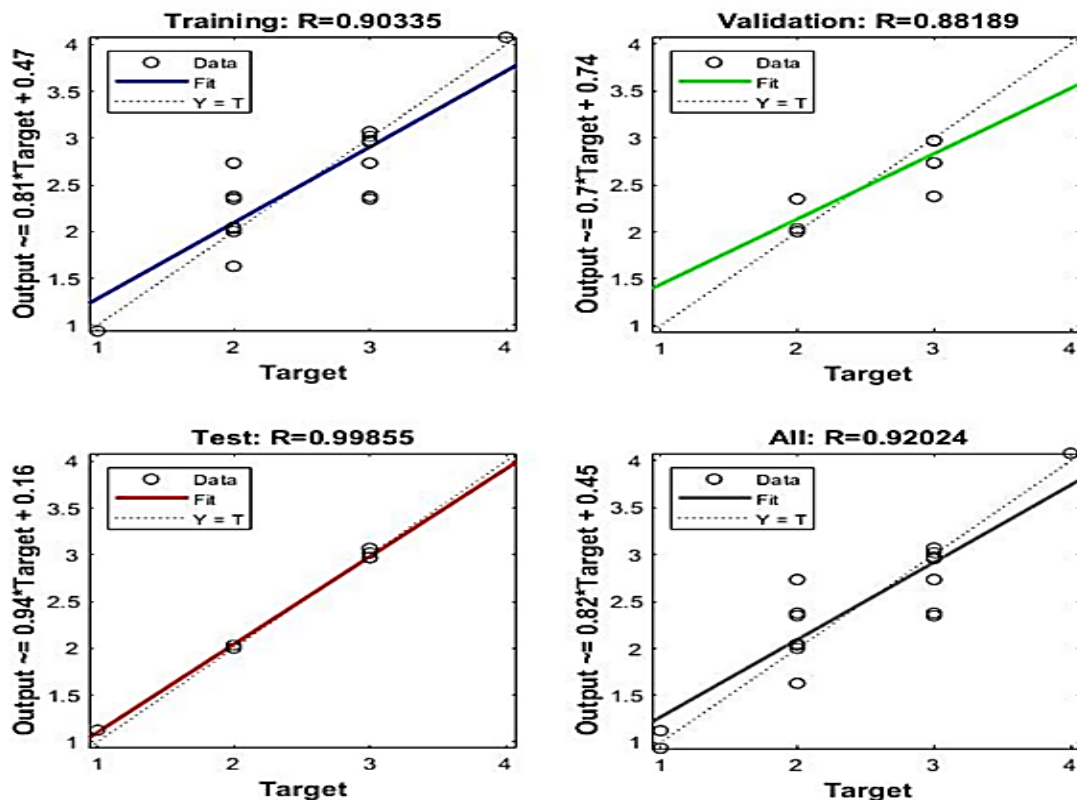 Training: R=0.90335
Output ~= 0.81*Target + 0.47
4
3.5
3
2.5
2
1.5
1
Data
Fit
Y = T
1 2 3 4
Target
Validation: R=0.88189
Output ~= 0.7*Target + 0.74
4
3.5
3
2.5
2
1.5
1
Data
Fit
Y = T
1 2 3 4
Target
Test: R=0.99855
Output ~= 0.94*Target + 0.16
4
3.5
3
2.5
2
1.5
1
Data
Fit
Y = T
1 2 3 4
Target
All: R=0.92024
Output ~= 0.82*Target + 0.45
4
3.5
3
2.5
2
1.5
1
Data
Fit
Y = T
1 2 3 4
Target